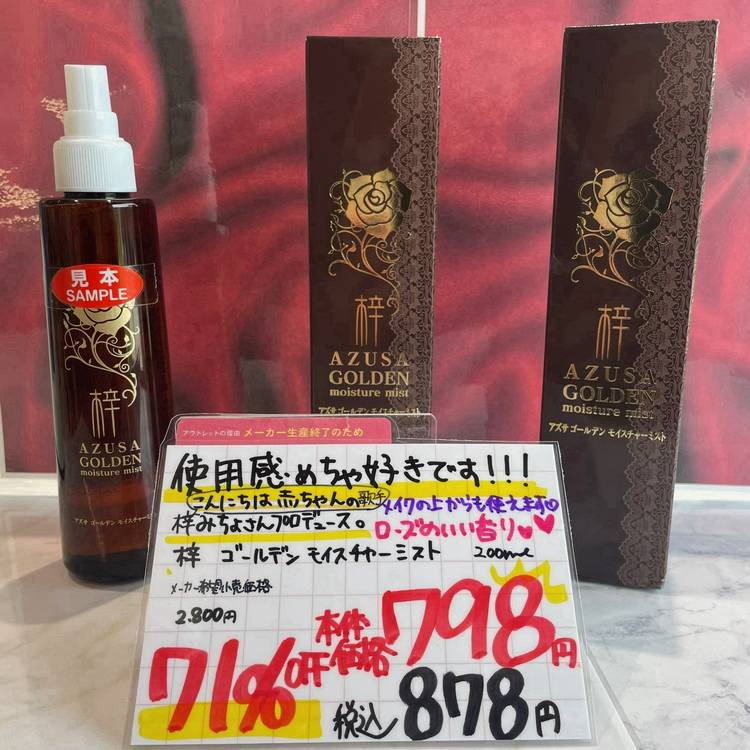 見本
SAMPLE
梓
AZUSA
GOLDEN
moisture mist
アズサ ゴールデン モイスチャーミスト
梓
AZUSA
GOLDEN
moisture mist
アズサ ゴールデン モイスチャーミスト
梓
AZUSA
GOLDEN
moisture mist
アズサ ゴールデン モイスチャーミスト
アウトレットの理由 メーカー生産終了のため
使用感・めちゃ好きです!!!
こんにちは赤ちゃんの歌手
梓みちよさんプロデュース。
メイクの上からも使えます♡
ローズのいい香り♥♥
梓 ゴールデン モイスチャーミスト 200ml
メーカー希望小売価格
2.800円
71%OFF
本体価格 798円
税込 878円